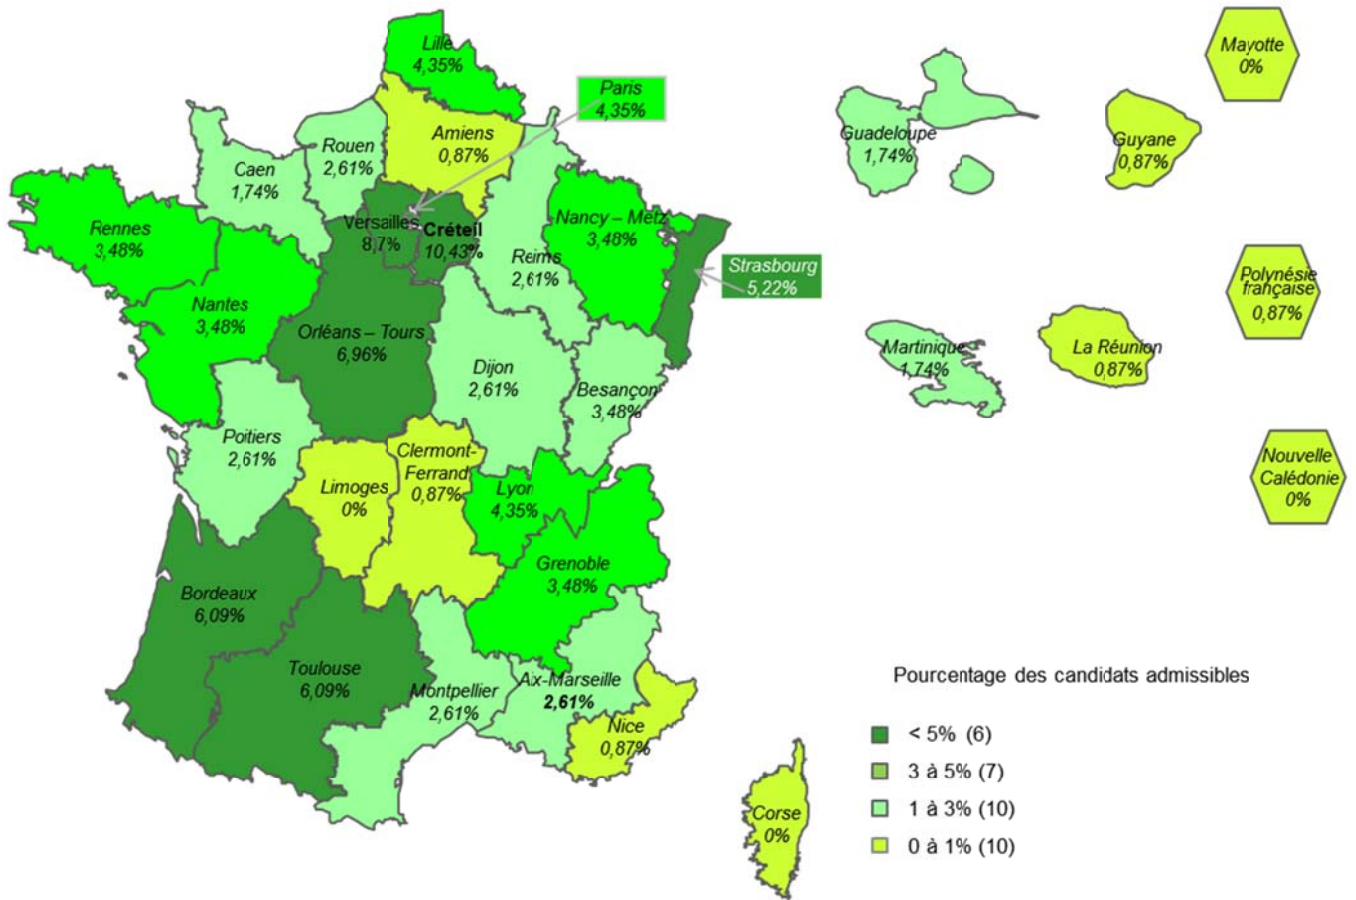 Lille
4,35%
Paris
4,35%
Amiens
0,87%
Rouen
2,61%
Caen
1,74%
Rennes
3,48%
Versailles
8,7%
Créteil
10,43%
Reims
2,61%
Nancy – Metz
3,48%
Strasbourg
5,22%
Nantes
3,48%
Orléans – Tours
6,96%
Dijon
2,61%
Besançon
3,48%
Poitiers
2,61%
Limoges
0%
Clermont-
Ferrand
0,87%
Lyon
4,35%
Grenoble
3,48%
Bordeaux
6,09%
Toulouse
6,09%
Montpellier
2,61%
Aix-Marseille
2,61%
Nice
0,87%
Corse
0%
Mayotte
0%
Guadeloupe
1,74%
Guyane
0,87%
Polynésie
française
0,87%
Martinique
1,74%
La Réunion
0,87%
Nouvelle
Calédonie
0%
Pourcentage des candidats admissibles
< 5% (6)
3 à 5% (7)
1 à 3% (10)
0 à 1% (10)